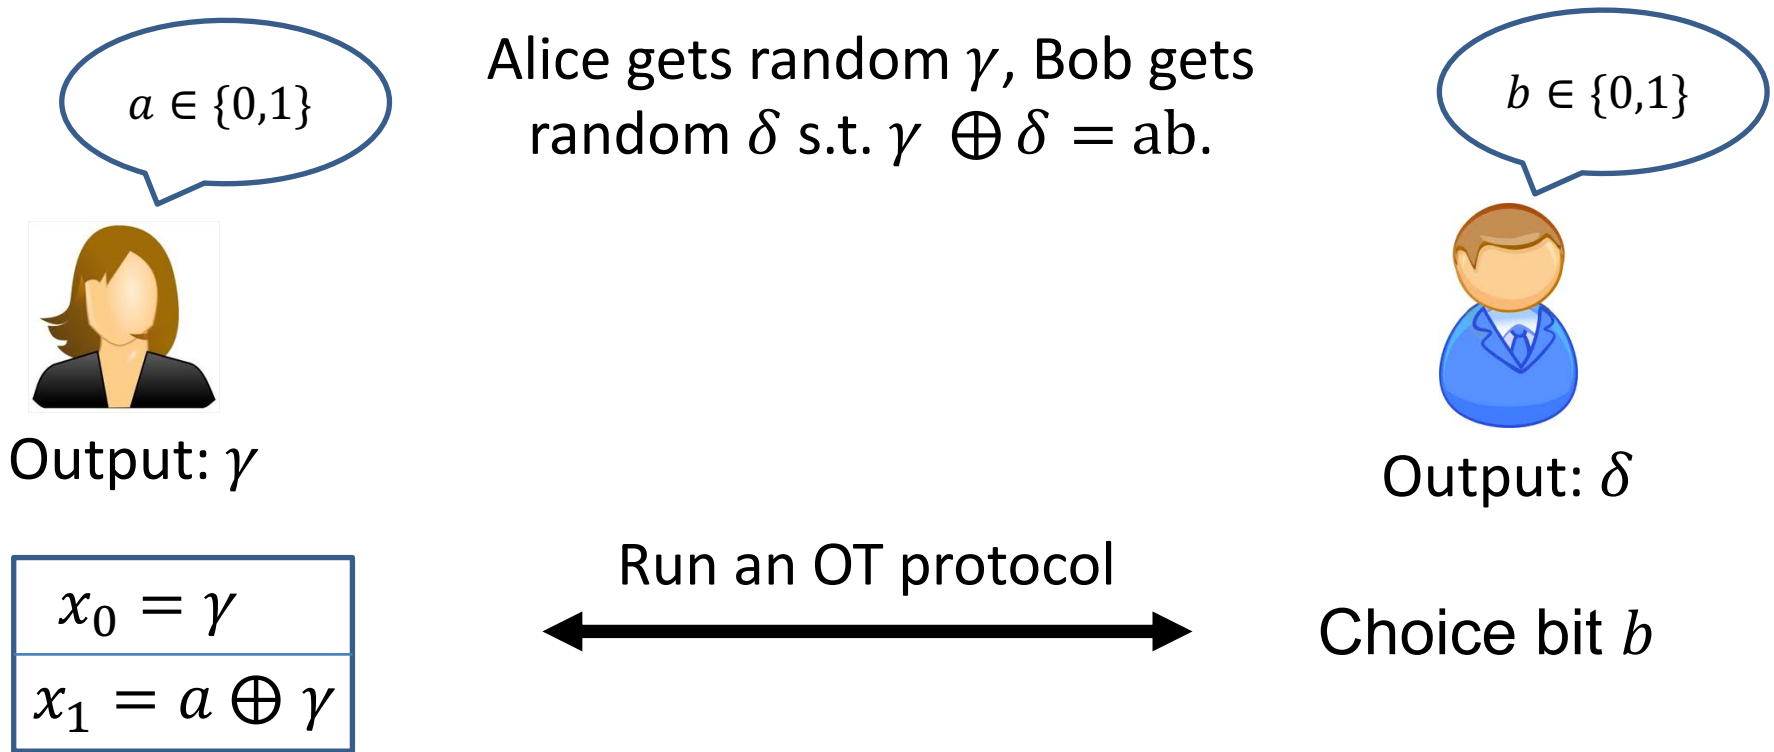 a ∈ {0,1}
Alice gets random γ, Bob gets
random δ s.t. γ ⊕ δ = ab.
b ∈ {0,1}
Output: γ
Output: δ
Run an OT protocol
x₀ = γ
x₁ = a ⊕ γ
Choice bit b